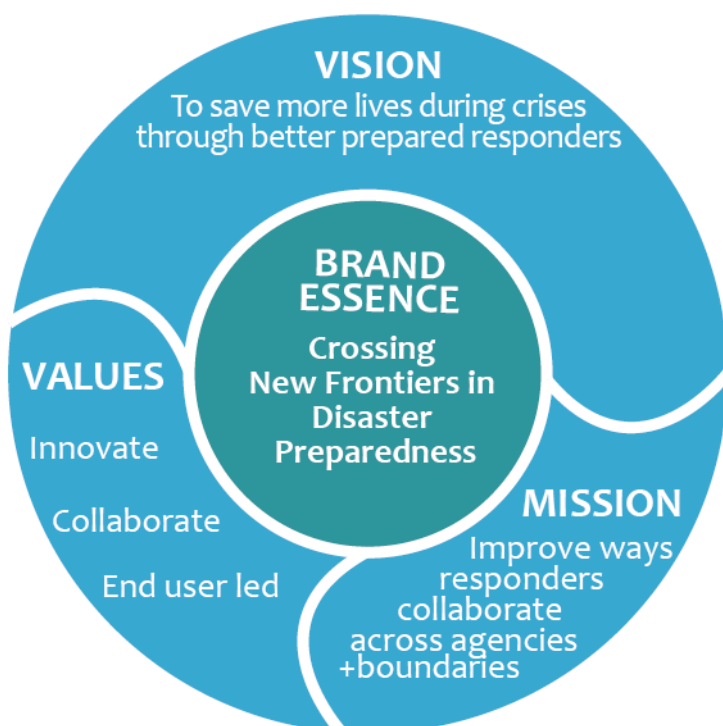 VISION
To save more lives during crises
through better prepared responders
BRAND
ESSENCE
Crossing
New Frontiers in
Disaster
Preparedness
VALUES
Innovate
Collaborate
End user led
MISSION
Improve ways
responders
collaborate
across agencies
+boundaries